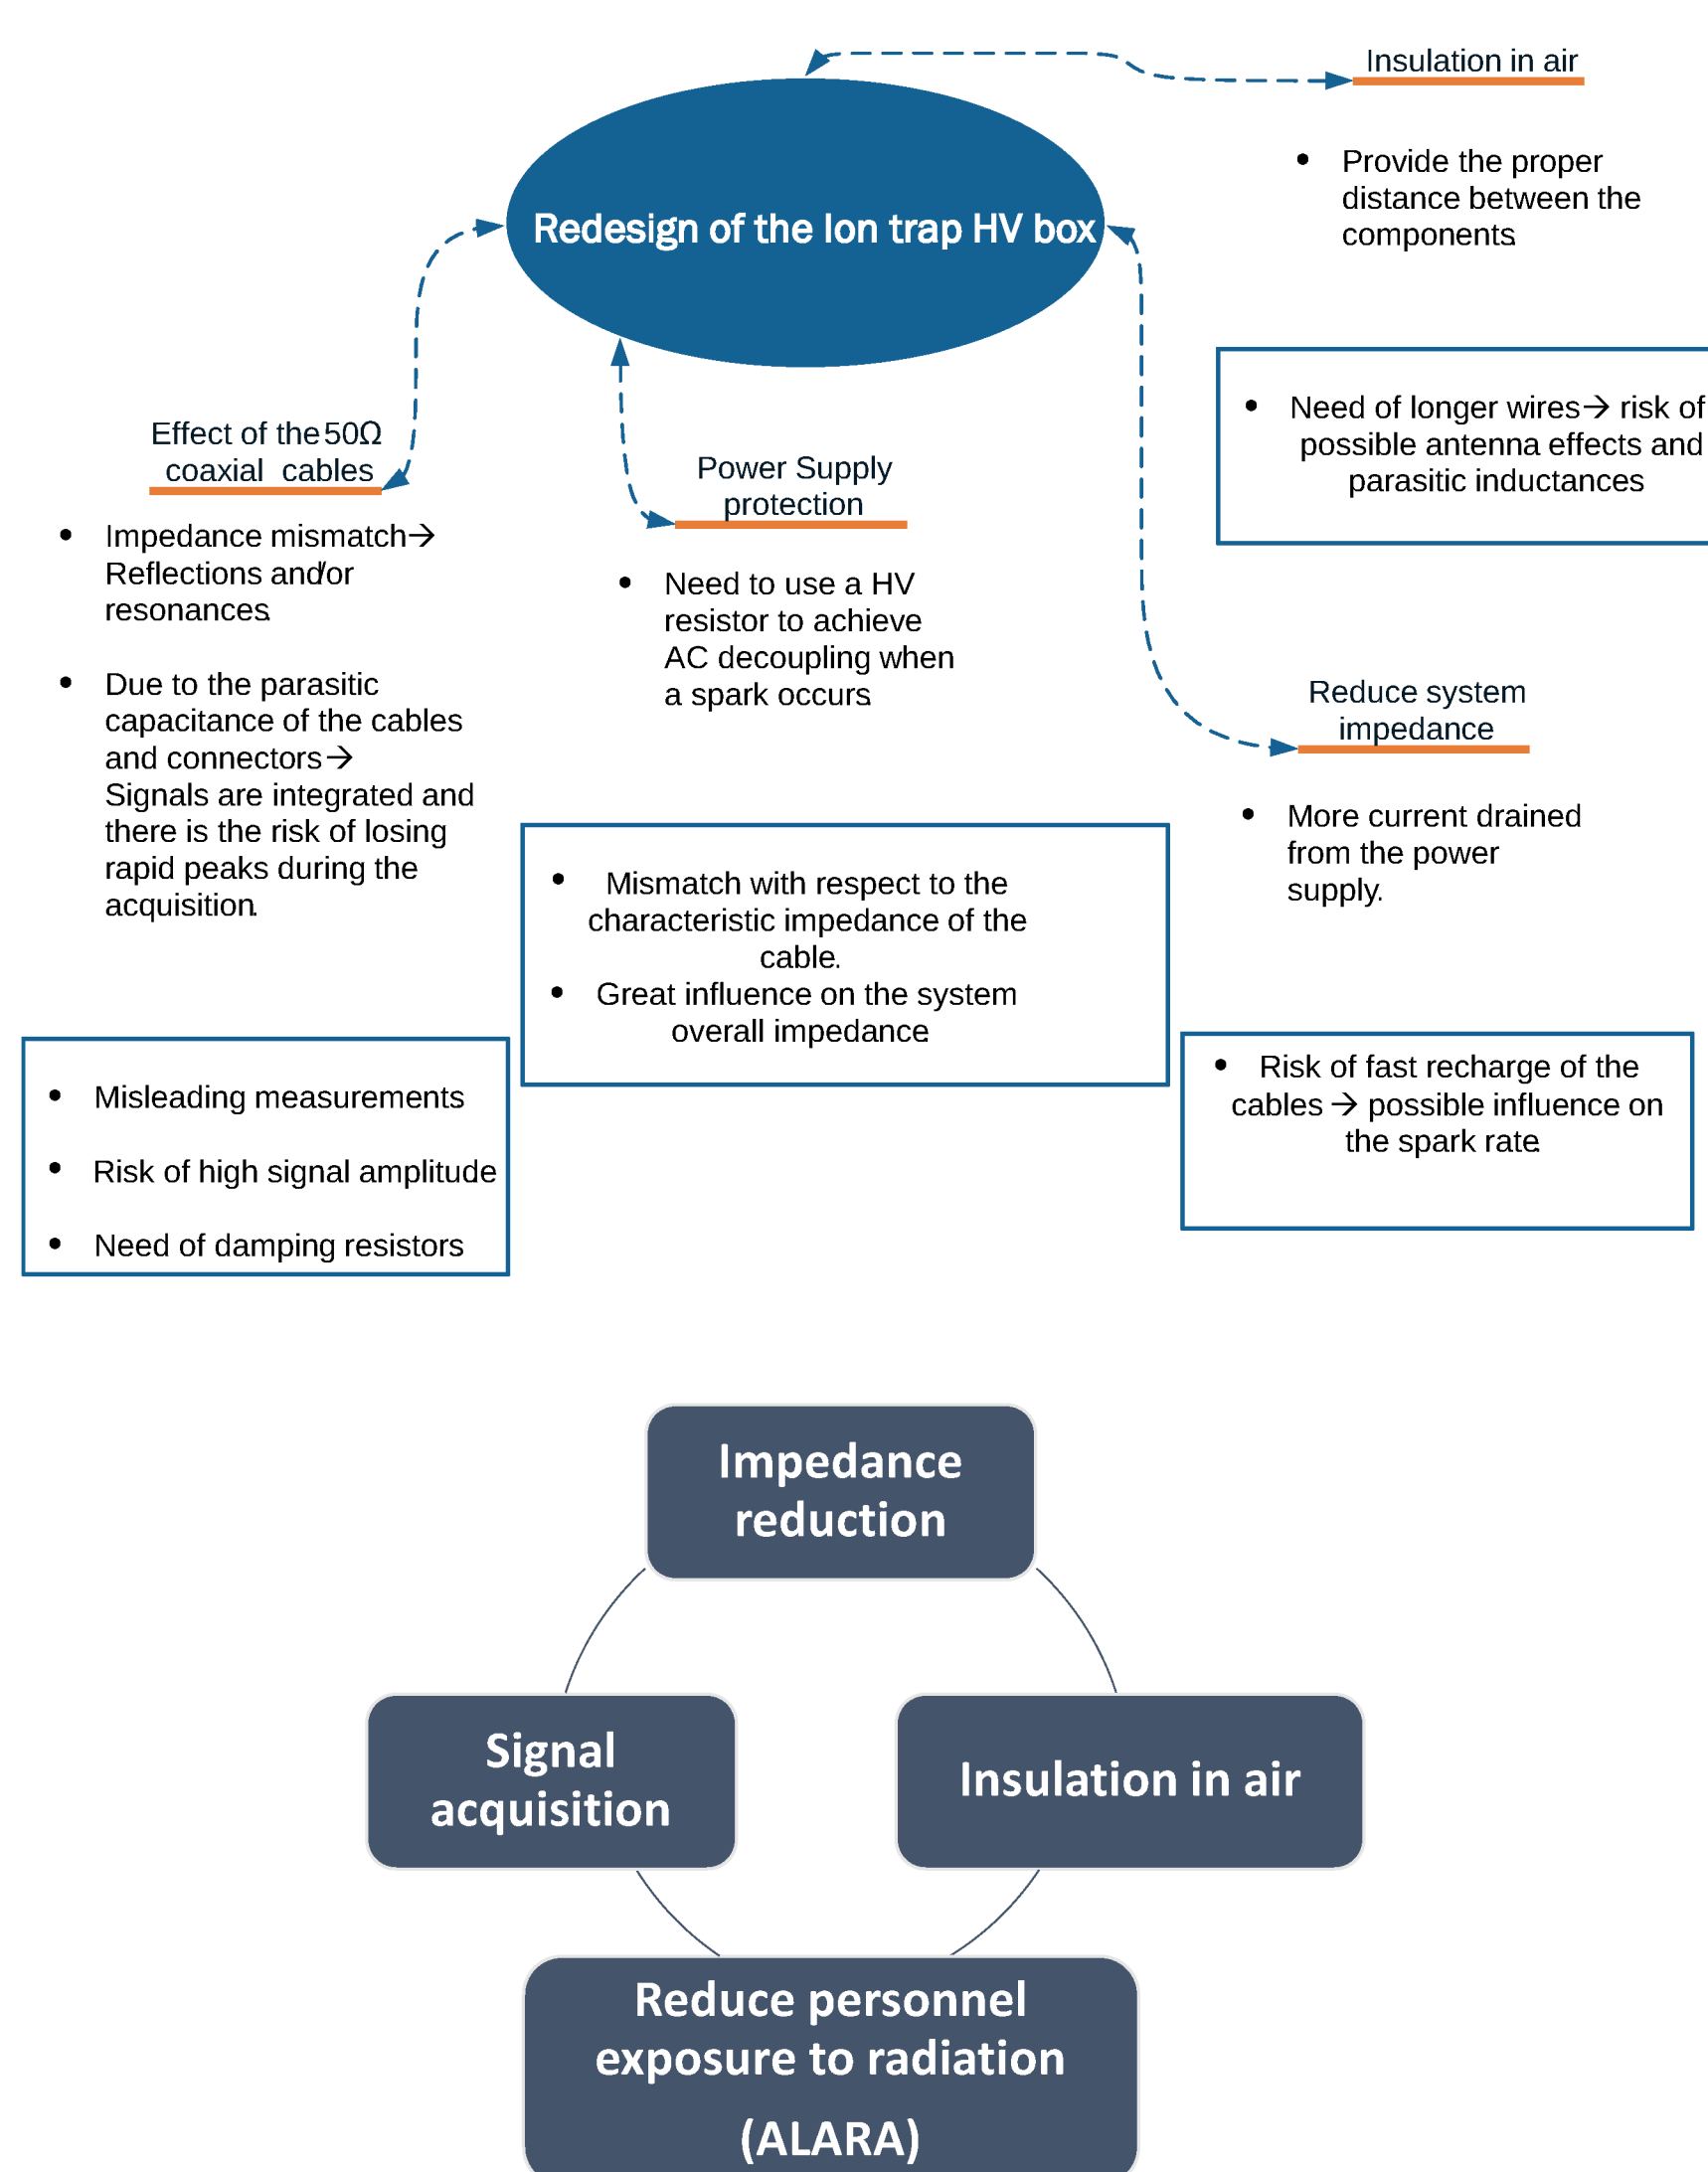 Insulation in air
• Provide the proper
distance between the
components.
Redesign of the Ion trap HV box
• Need of longer wires→ risk of
possible antenna effects and
parasitic inductances
Effect of the 50Ω
coaxial cables
• Impedance mismatch→
Reflections and/or
resonances.
• Due to the parasitic
capacitance of the cables
and connectors→
Signals are integrated and
there is the risk of losing
rapid peaks during the
acquisition.
Power Supply
protection
• Need to use a HV
resistor to achieve
AC decoupling when
a spark occurs.
Reduce system
impedance
• More current drained
from the power
supply.
• Mismatch with respect to the
characteristic impedance of the
cable.
• Great influence on the system
overall impedance.
• Misleading measurements
• Risk of high signal amplitude
• Need of damping resistors
• Risk of fast recharge of the
cables → possible influence on
the spark rate.
Impedance
reduction
Signal
acquisition
Insulation in air
Reduce personnel
exposure to radiation
(ALARA)